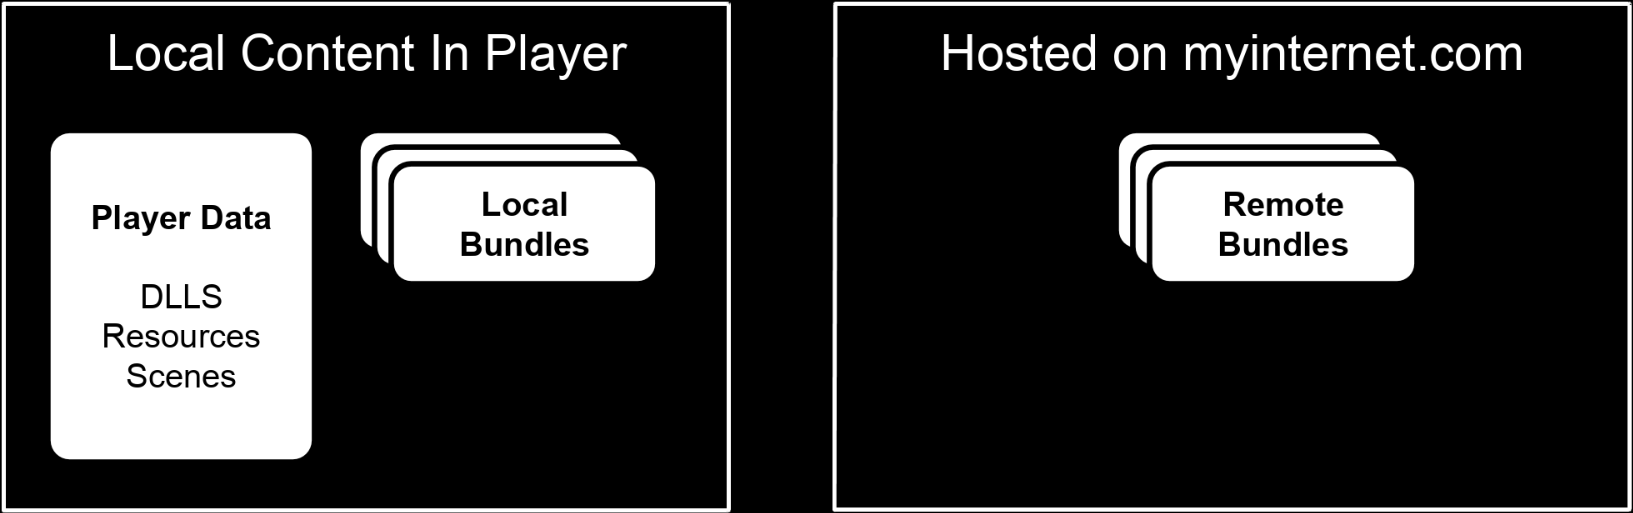 Local Content In Player
Player Data
DLLS
Resources
Scenes
Local
Bundles
Hosted on myinternet.com
Remote
Bundles